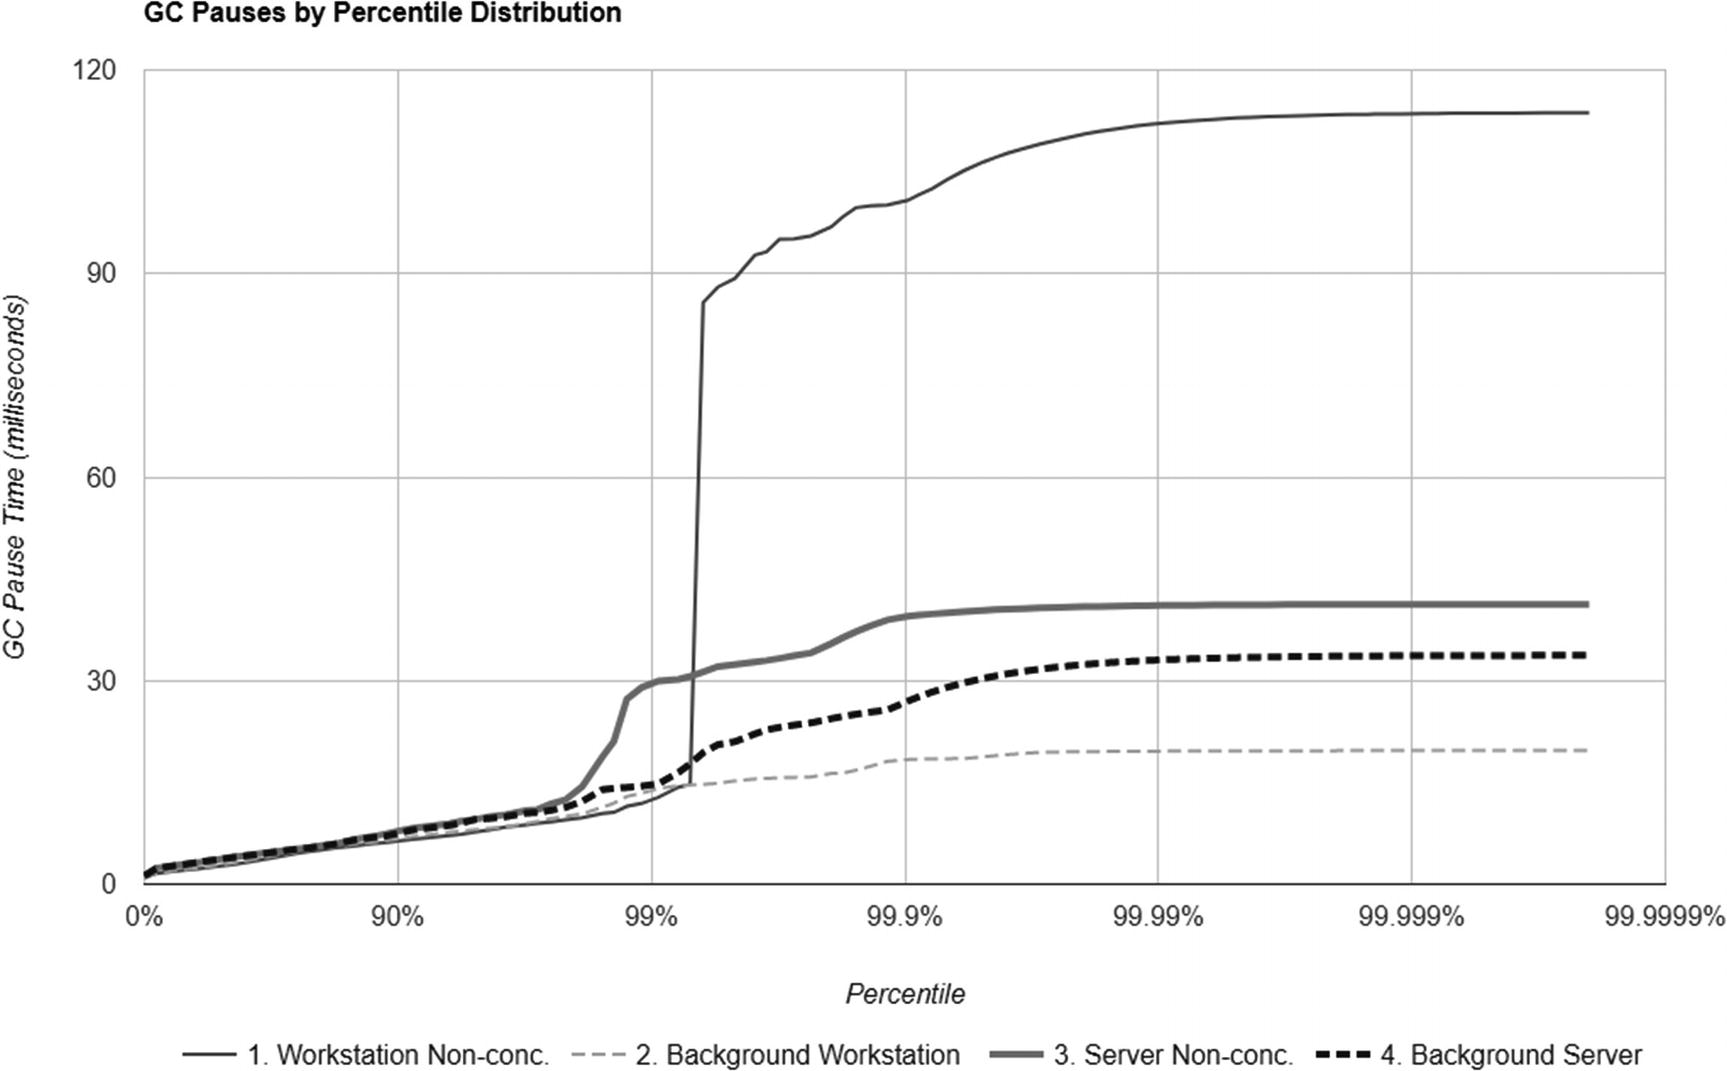 GC Pauses by Percentile Distribution
120
90
60
30
0
GC Pause Time (milliseconds)
0% 90% 99% 99.9% 99.99% 99.999% 99.9999%
Percentile
1. Workstation Non-conc. 2. Background Workstation 3. Server Non-conc. 4. Background Server